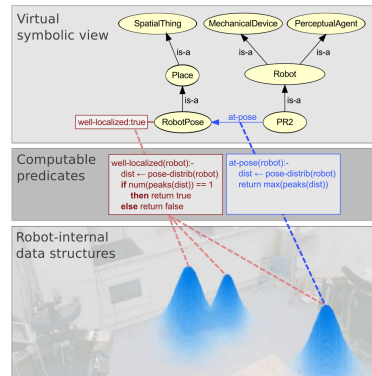 Virtual
symbolic view
SpatialThing
MechanicalDevice
PerceptualAgent
is-a
is-a
is-a
Place
Robot
is-a
is-a
well-localized:true
RobotPose
at-pose
PR2
Computable
predicates
well-localized(robot):-
dist ← pose-distrib(robot)
if num(peaks(dist)) == 1
then return true
else return false
at-pose(robot):-
dist ← pose-distrib(robot)
return max(peaks(dist))
Robot-internal
data structures